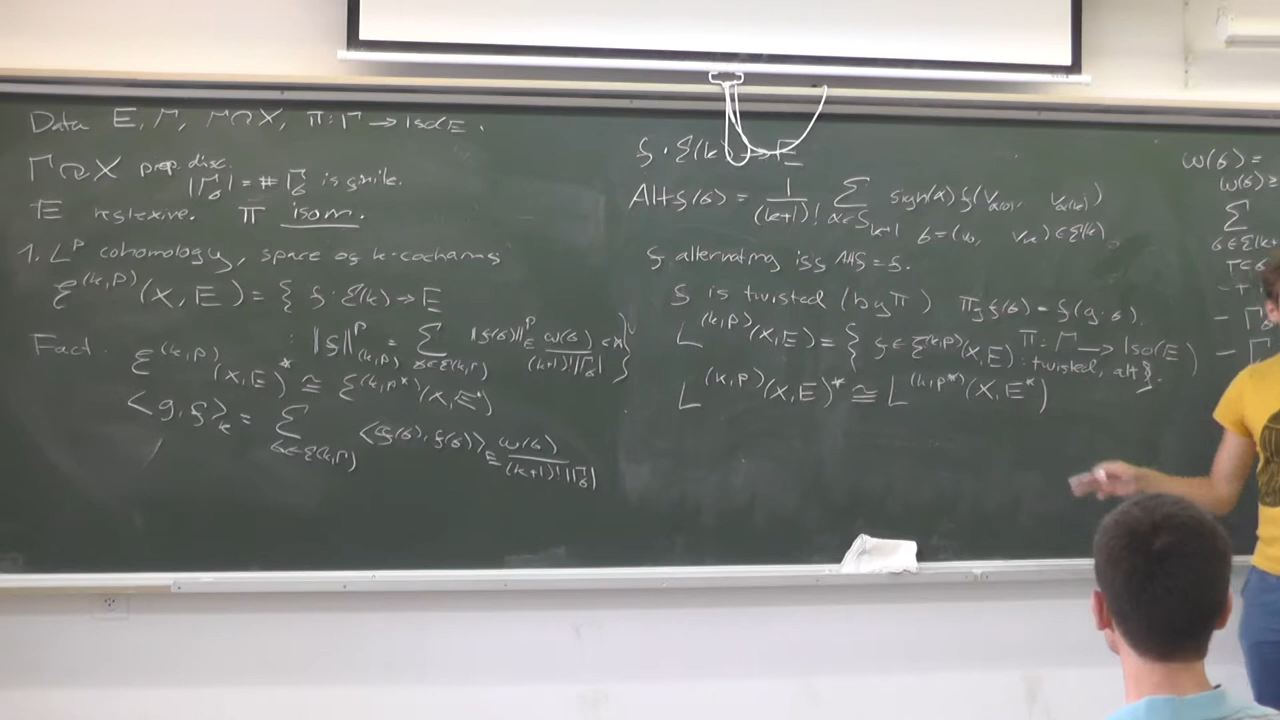 Data E, Γ, Γ↷X, π: Γ → Iso E.
Γ↷X prop. disc.
|Γ_σ| = # Γ_σ is finite.
E reflexive. π isom.
1. L^p cohomology, space of k-cochains
ℰ^(k,p)(X, E) = { f: Σ(k) → E
: ‖f‖^p_(k,p) = Σ_{σ∈Σ(k,Γ)} ‖f(σ)‖^p_E ω(σ)/((k+1)!|Γ_σ|) < ∞ }
Fact. ℰ^(k,p)(X, E)* ≅ ℰ^(k,p*)(X, E*)
⟨g, f⟩_k = Σ_{σ∈Σ(k,Γ)} ⟨g(σ), f(σ)⟩_E ω(σ)/((k+1)!|Γ_σ|)
f: Σ(k) → E
Alt f(σ) = 1/(k+1)! Σ_{α∈S_{k+1}} sign(α) f(v_α(0), v_α(k))
σ = (v_0, v_k) ∈ Σ(k).
f alternating iff Alt f = f.
f is twisted (by π) π_g f(σ) = f(g·σ).
π: Γ → Iso(E)
L^(k,p)(X, E) = { f ∈ ℰ^(k,p)(X, E) : twisted, alt }.
L^(k,p)(X, E)* ≅ L^(k,p*)(X, E*)
ω(σ) =
ω(σ) ≥
Σ